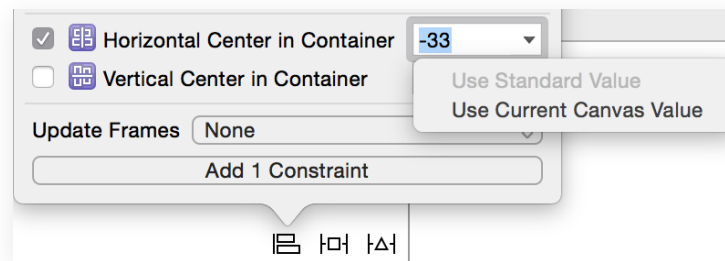 Horizontal Center in Container -33
Vertical Center in Container
Use Standard Value
Use Current Canvas Value
Update Frames None
Add 1 Constraint